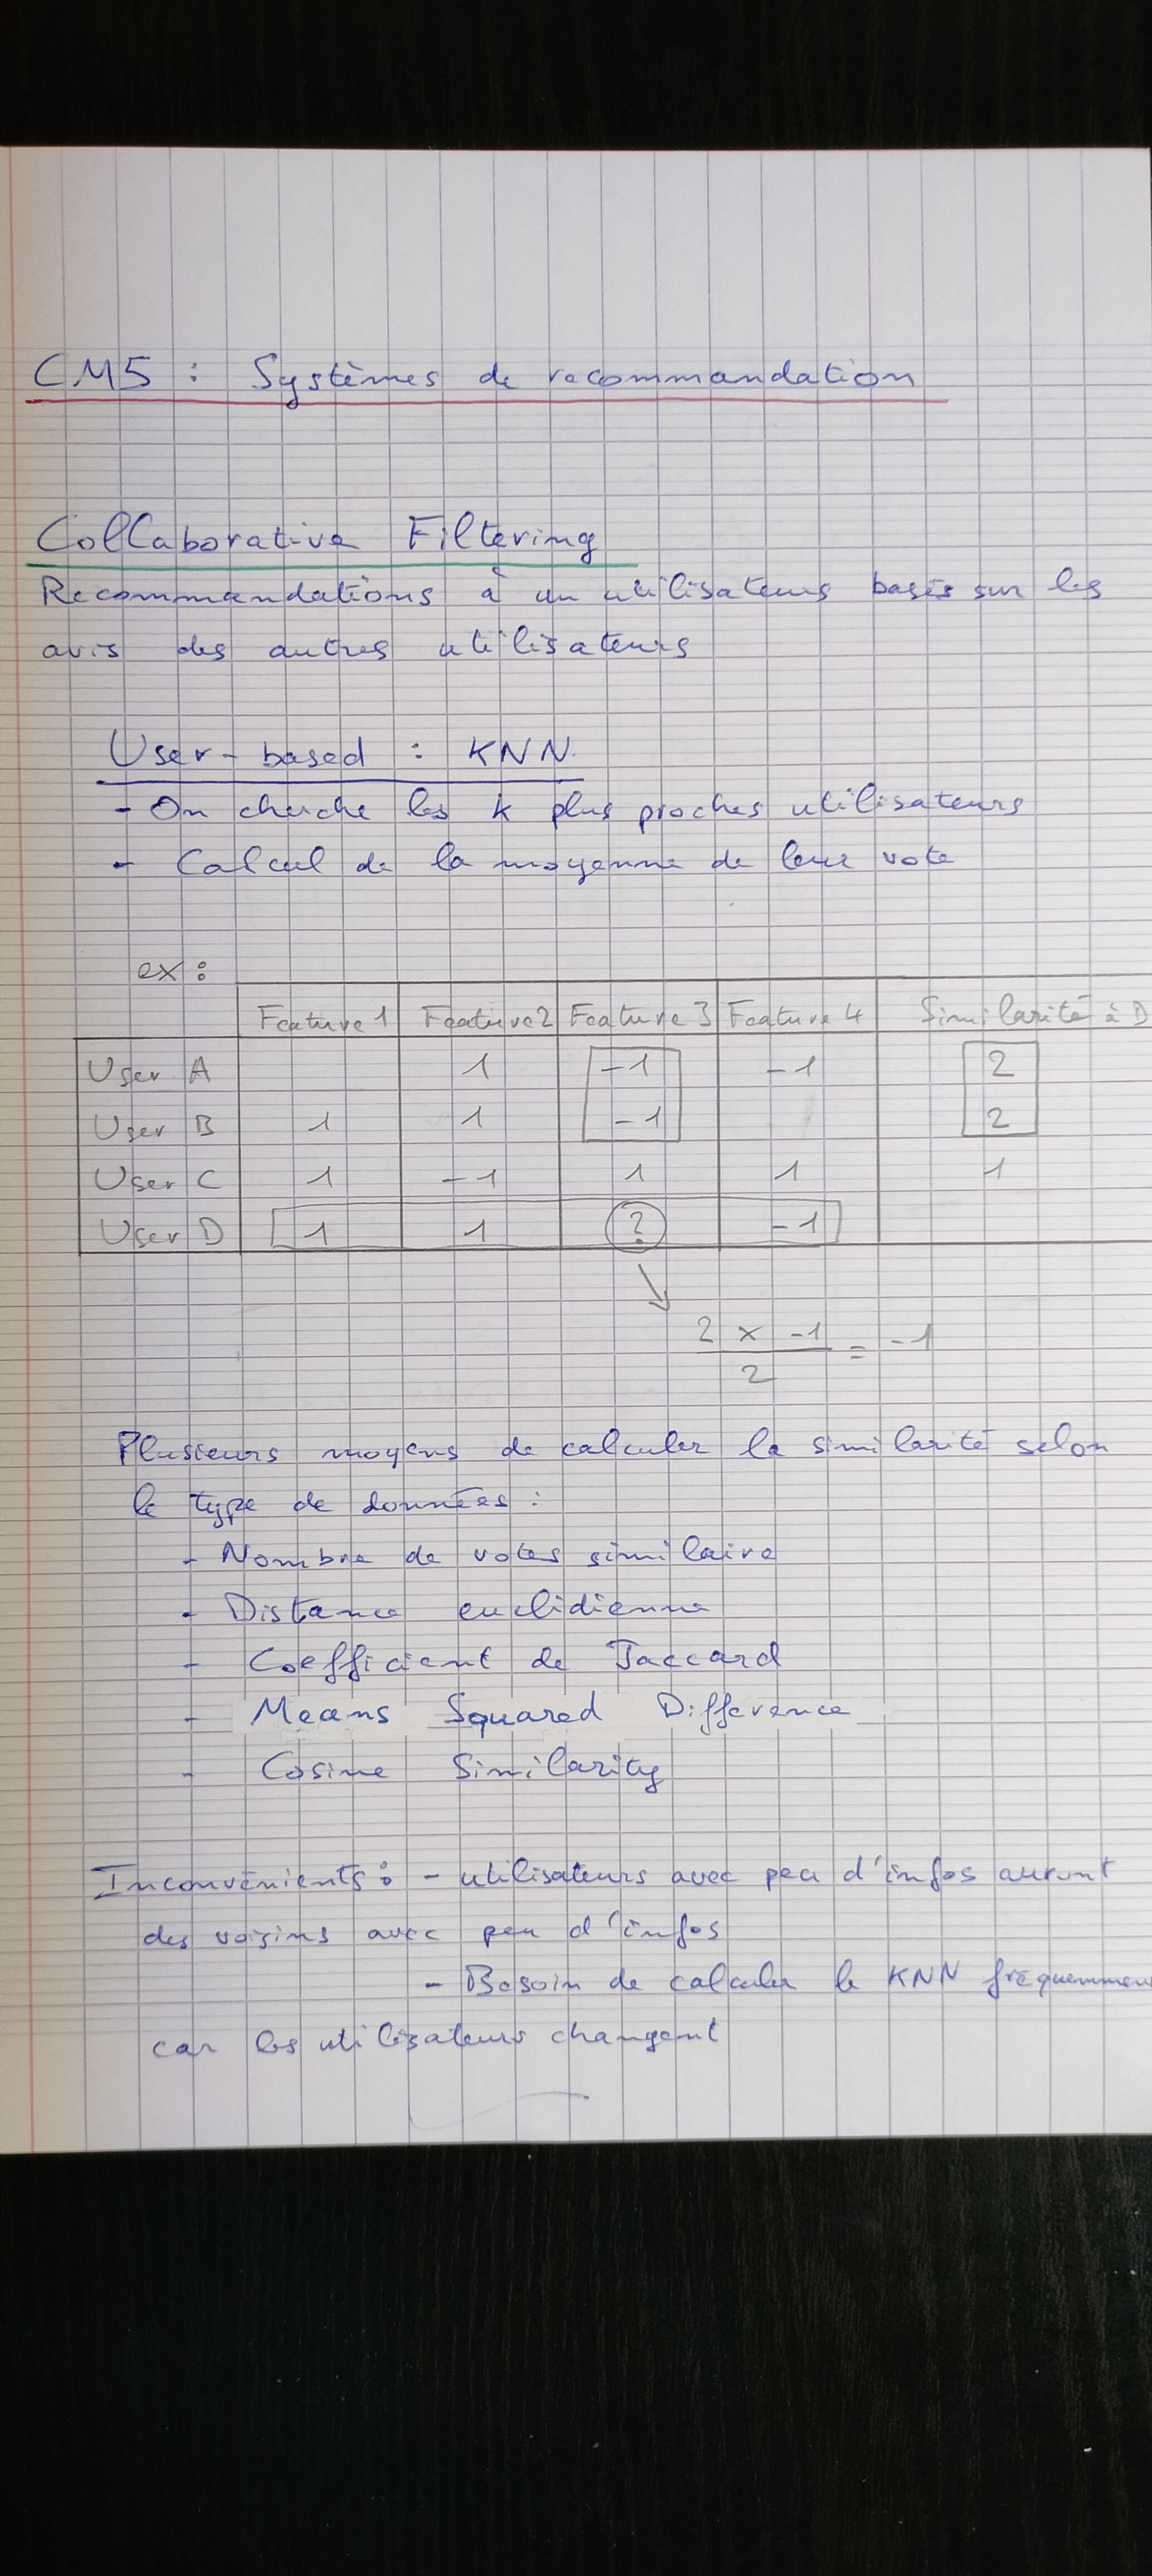 CM5 : Systèmes de recommandation
Collaborative Filtering
Recommandations à un utilisateurs basés sur les
avis des autres utilisateurs
User-based : KNN
- On cherche les k plus proches utilisateurs
- Calcul de la moyenne de leur vote
ex :
Feature 1 Feature 2 Feature 3 Feature 4 Similarité à D
User A 1 -1 -1 2
User B 1 1 -1 2
User C 1 -1 1 1 1
User D 1 1 ? -1
2 x -1
= -1
2
Plusieurs moyens de calculer la similarité selon
le type de données :
- Nombre de votes similaire
- Distance euclidienne
- Coefficient de Jaccard
- Means Squared Difference
- Cosine Similarity
Inconvénients : - utilisateurs avec peu d'infos auront
des voisins avec peu d'infos
- Besoin de calculer le KNN fréquemmen
car les utilisateurs changent